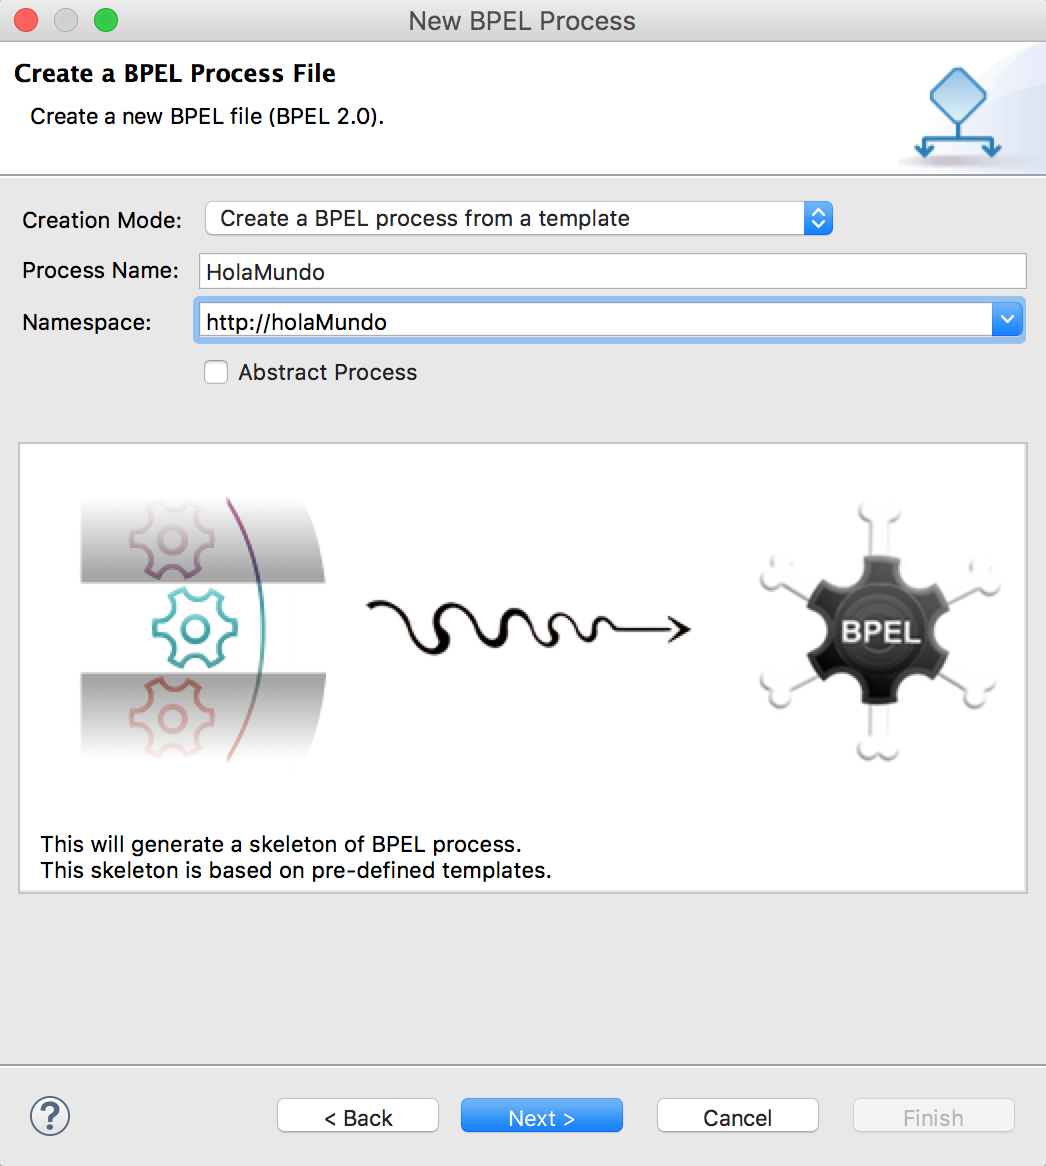 New BPEL Process
Create a BPEL Process File
Create a new BPEL file (BPEL 2.0).
Creation Mode: Create a BPEL process from a template
Process Name: HolaMundo
Namespace: http://holaMundo
Abstract Process
BPEL
This will generate a skeleton of BPEL process.
This skeleton is based on pre-defined templates.
? < Back Next > Cancel Finish